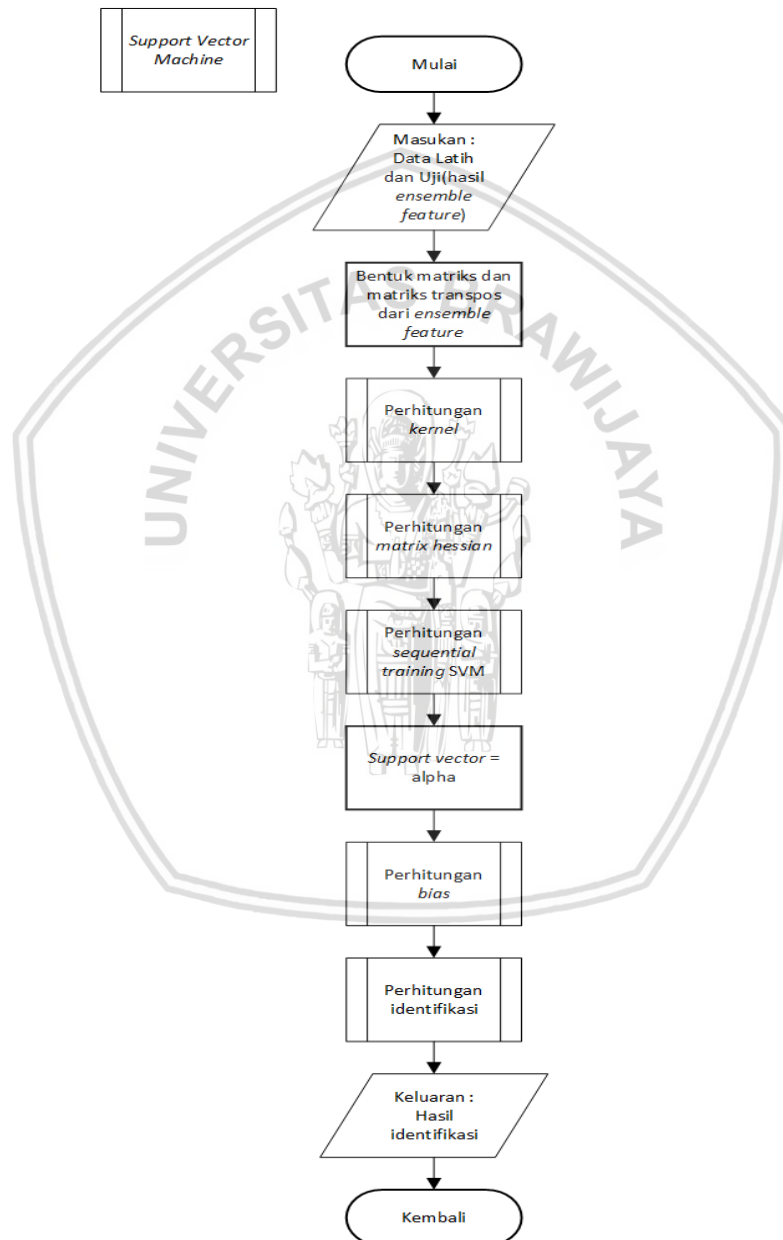 Support Vector
Machine
Mulai
Masukan :
Data Latih
dan Uji(hasil
ensemble
feature)
Bentuk matriks dan
matriks transpos
dari ensemble
feature
UNIVERSITAS BRAWIJAYA
Perhitungan
kernel
Perhitungan
matrix hessian
Perhitungan
sequential
training SVM
Support vector =
alpha
Perhitungan
bias
Perhitungan
identifikasi
Keluaran :
Hasil
identifikasi
Kembali